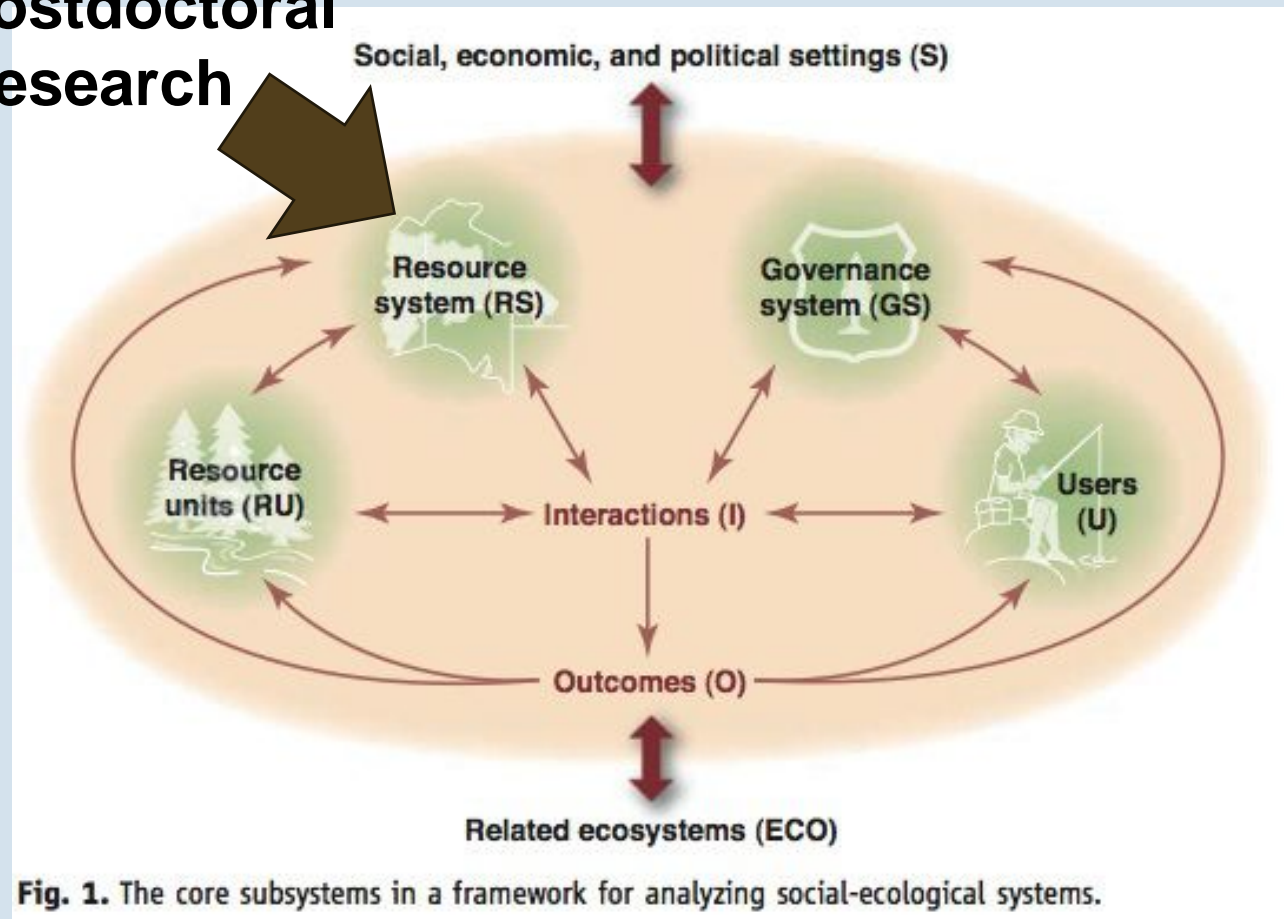 ostdoctoral
esearch
Social, economic, and political settings (S)
Resource
system (RS)
Governance
system (GS)
Resource
units (RU)
Users
(U)
Interactions (I)
Outcomes (O)
Related ecosystems (ECO)
Fig. 1. The core subsystems in a framework for analyzing social-ecological systems.